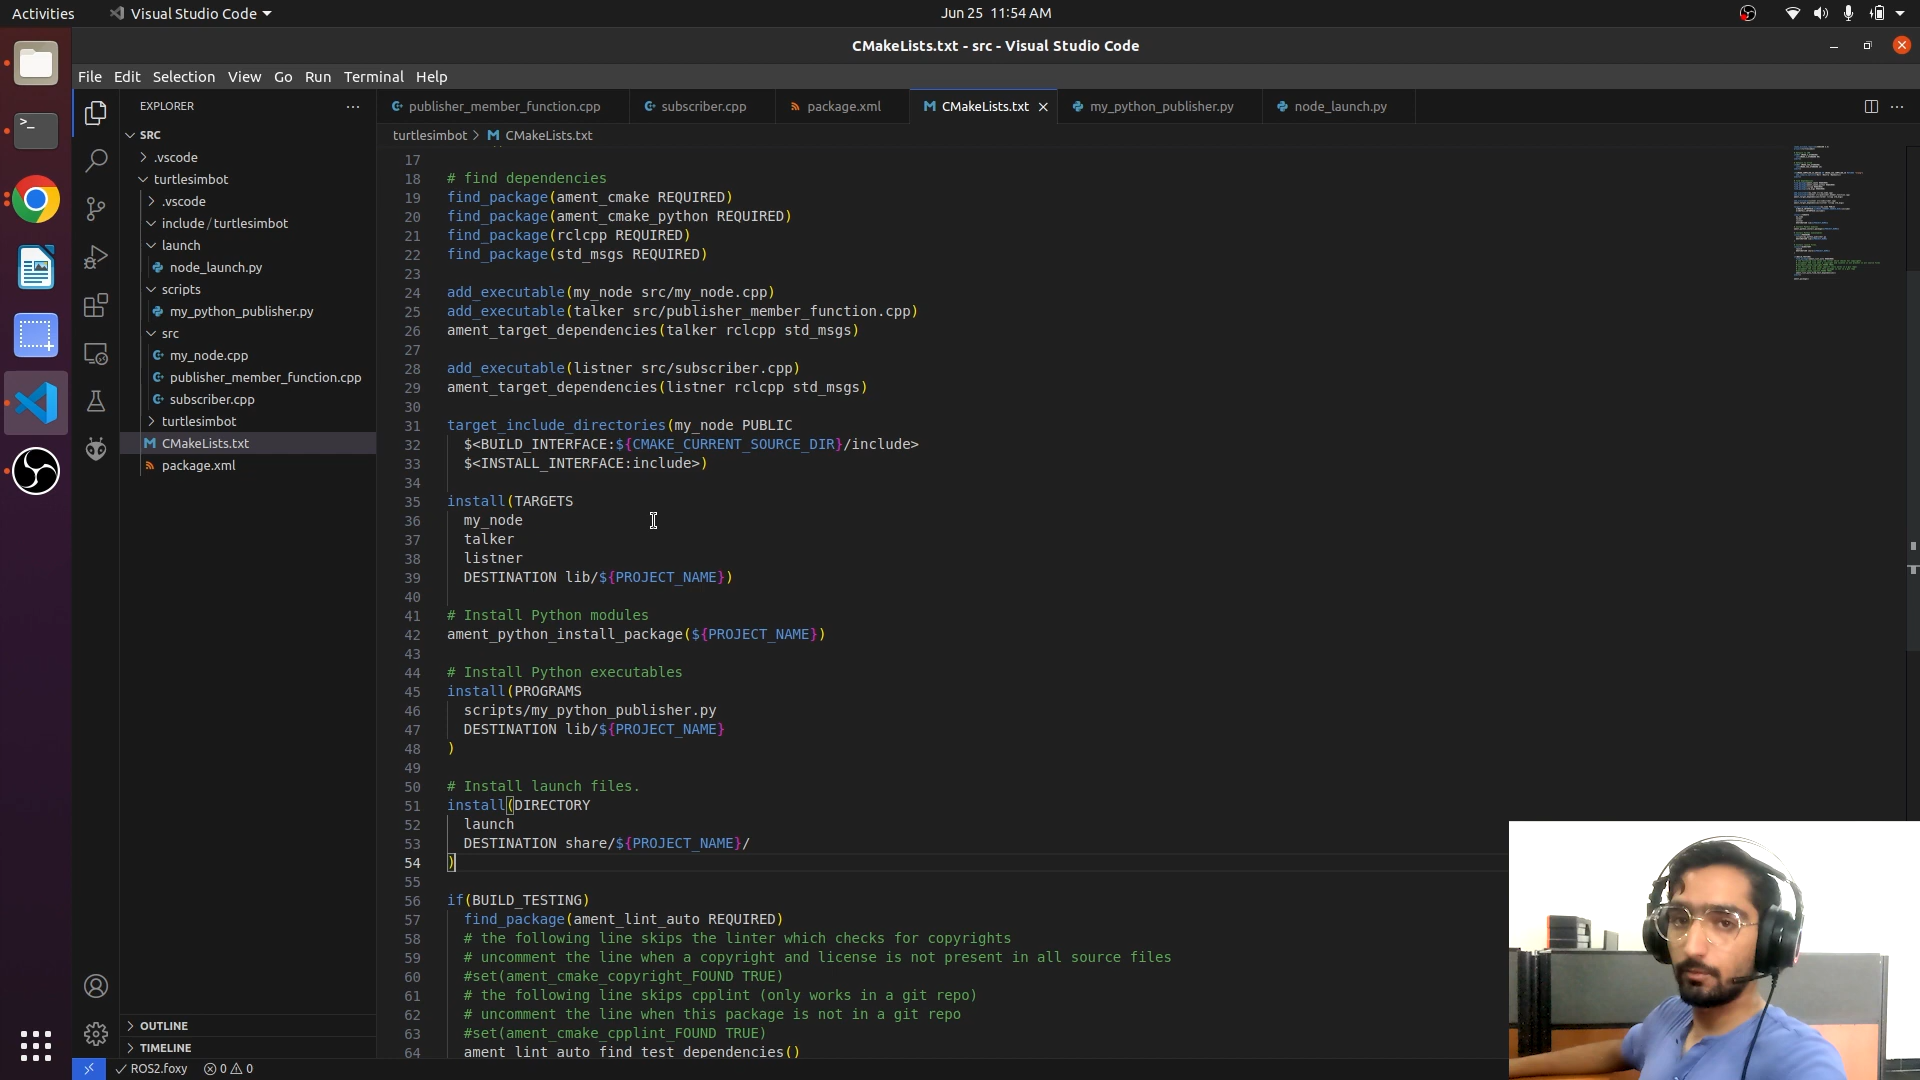 Activities
Visual Studio Code
Jun 25 11:54 AM
CMakeLists.txt - src - Visual Studio Code
File Edit Selection View Go Run Terminal Help
EXPLORER
SRC
.vscode
turtlesimbot
.vscode
include / turtlesimbot
launch
node_launch.py
scripts
my_python_publisher.py
src
my_node.cpp
publisher_member_function.cpp
subscriber.cpp
turtlesimbot
CMakeLists.txt
package.xml
OUTLINE
TIMELINE
publisher_member_function.cpp
subscriber.cpp
package.xml
CMakeLists.txt
my_python_publisher.py
node_launch.py
turtlesimbot > CMakeLists.txt
17
18 # find dependencies
19 find_package(ament_cmake REQUIRED)
20 find_package(ament_cmake_python REQUIRED)
21 find_package(rclcpp REQUIRED)
22 find_package(std_msgs REQUIRED)
23
24 add_executable(my_node src/my_node.cpp)
25 add_executable(talker src/publisher_member_function.cpp)
26 ament_target_dependencies(talker rclcpp std_msgs)
27
28 add_executable(listner src/subscriber.cpp)
29 ament_target_dependencies(listner rclcpp std_msgs)
30
31 target_include_directories(my_node PUBLIC
32 $<BUILD_INTERFACE:${CMAKE_CURRENT_SOURCE_DIR}/include>
33 $<INSTALL_INTERFACE:include>)
34
35 install(TARGETS
36 my_node
37 talker
38 listner
39 DESTINATION lib/${PROJECT_NAME})
40
41 # Install Python modules
42 ament_python_install_package(${PROJECT_NAME})
43
44 # Install Python executables
45 install(PROGRAMS
46 scripts/my_python_publisher.py
47 DESTINATION lib/${PROJECT_NAME}
48 )
49
50 # Install launch files.
51 install(DIRECTORY
52 launch
53 DESTINATION share/${PROJECT_NAME}/
54 )
55
56 if(BUILD_TESTING)
57 find_package(ament_lint_auto REQUIRED)
58 # the following line skips the linter which checks for copyrights
59 # uncomment the line when a copyright and license is not present in all source files
60 #set(ament_cmake_copyright_FOUND TRUE)
61 # the following line skips cpplint (only works in a git repo)
62 # uncomment the line when this package is not in a git repo
63 #set(ament_cmake_cpplint_FOUND TRUE)
64 ament_lint_auto_find_test_dependencies()
ROS2.foxy 0 0